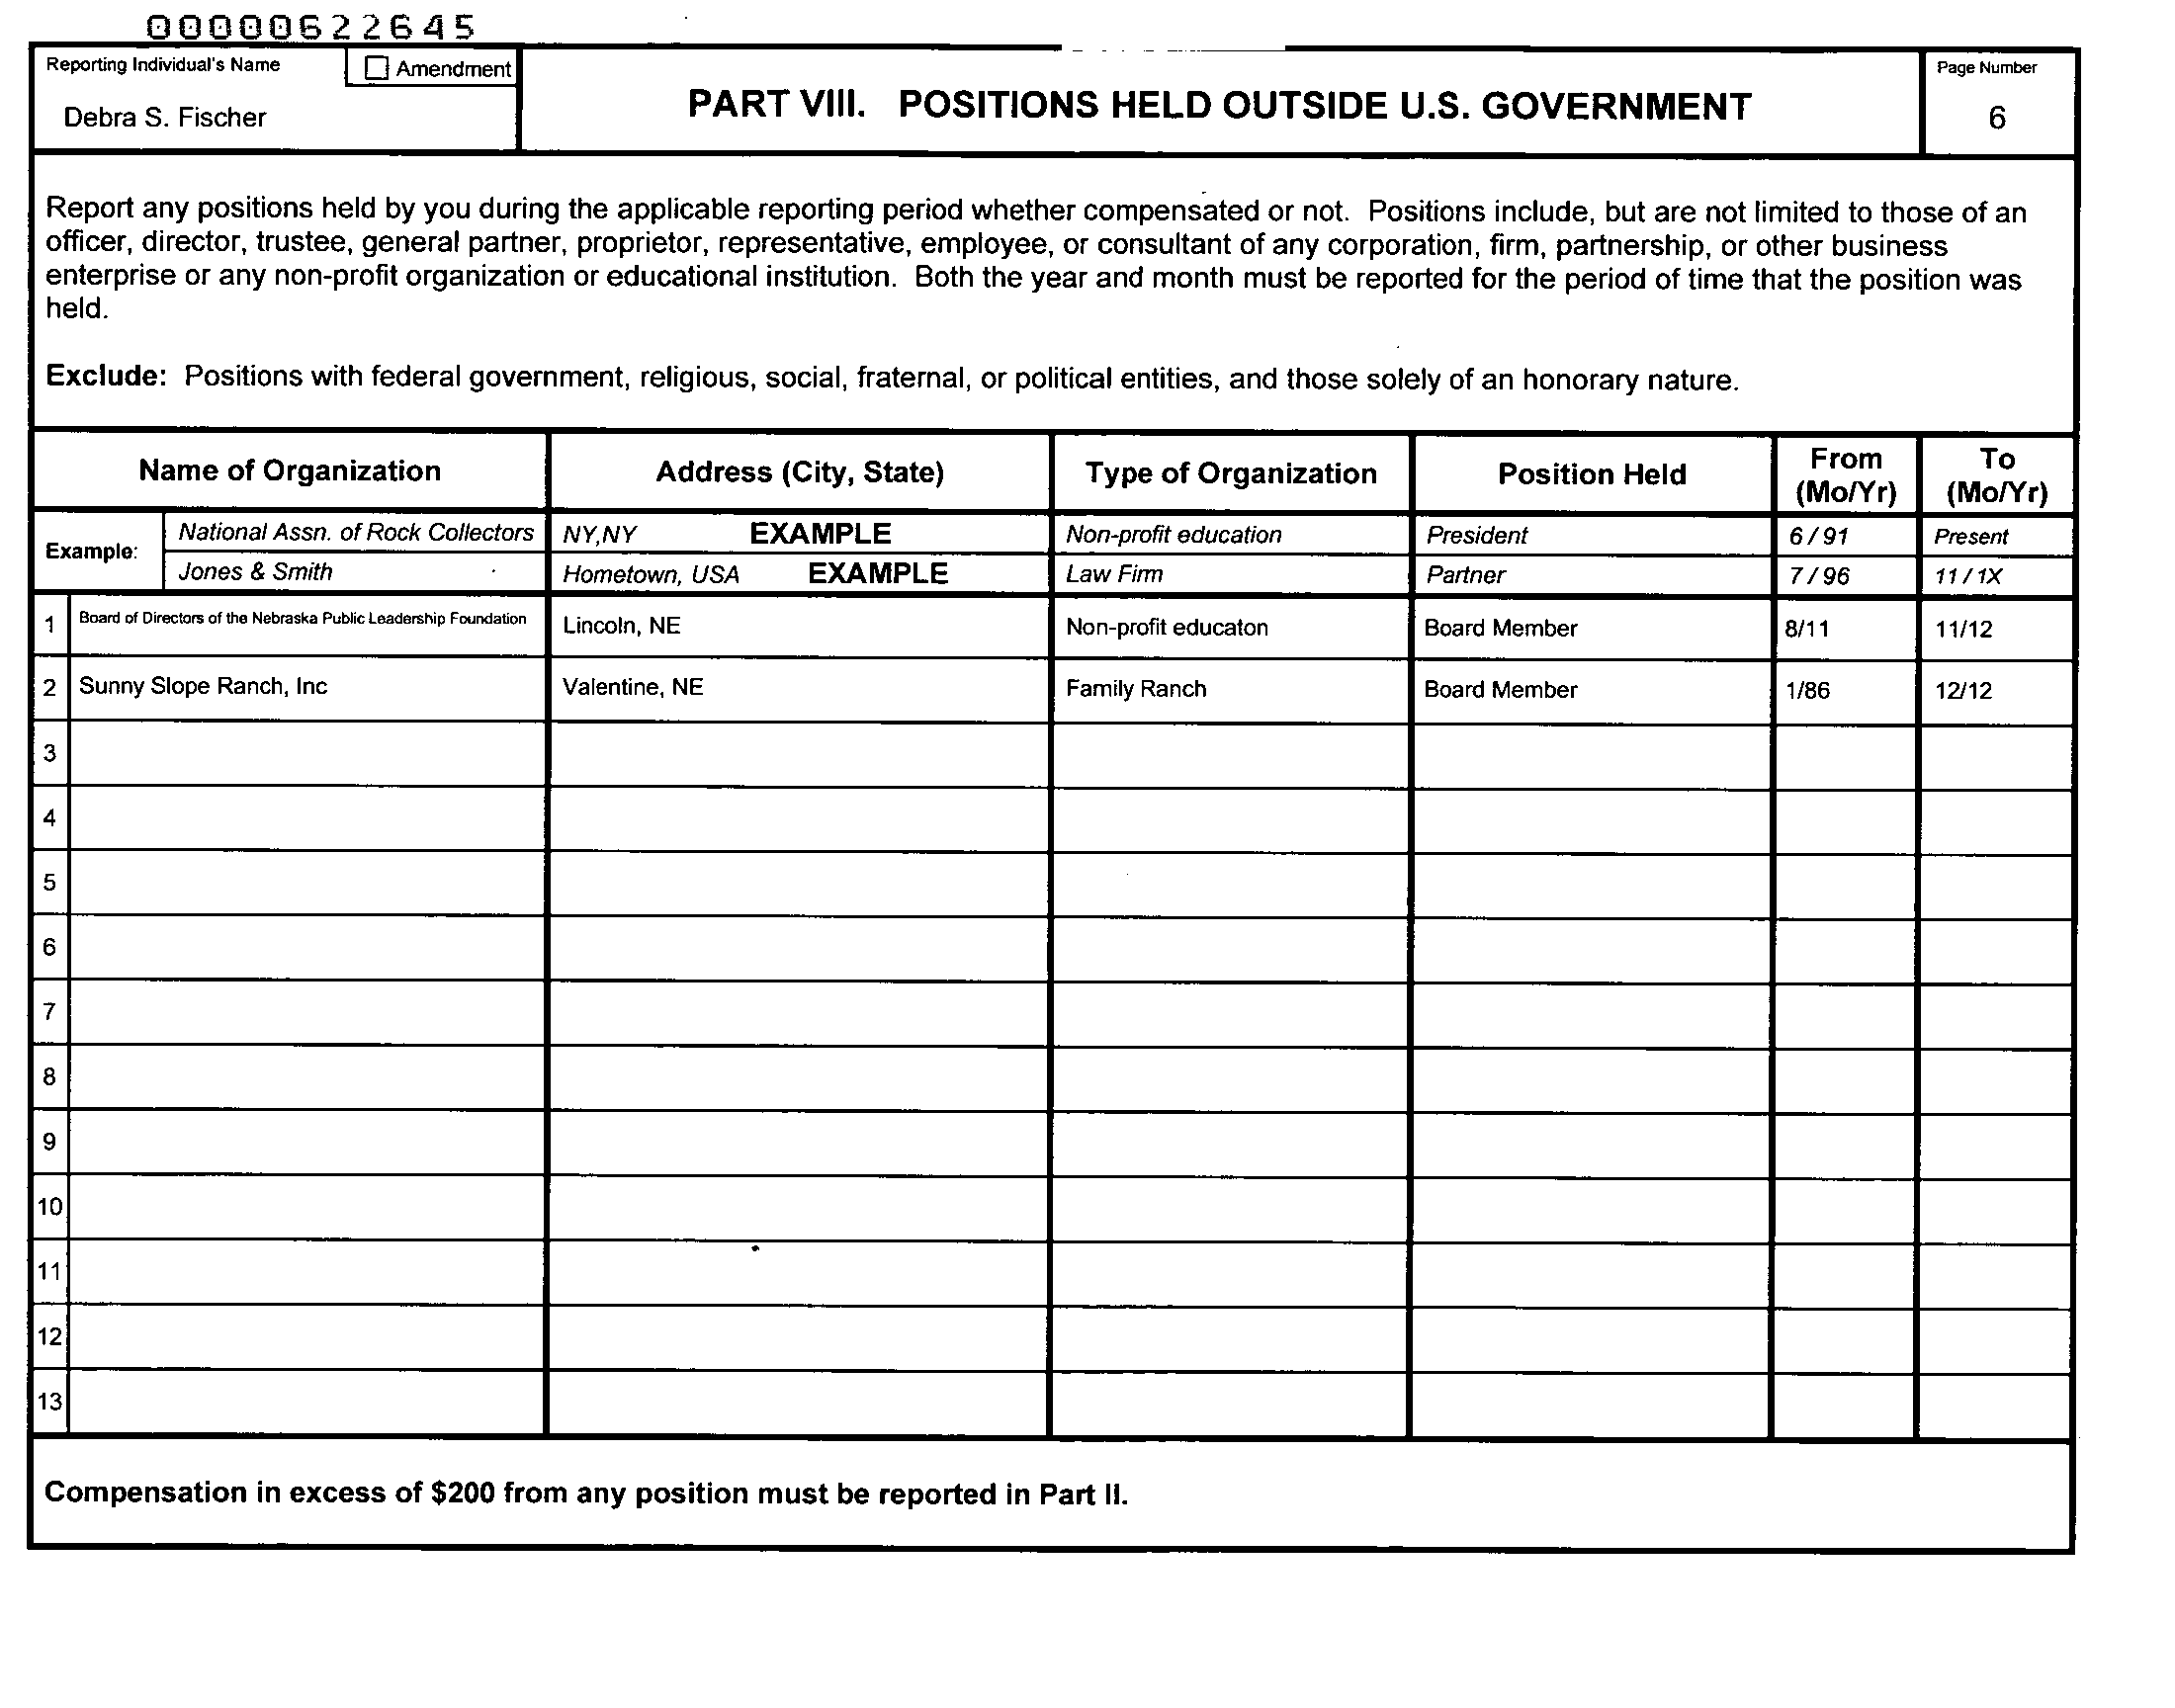 00000622645
Reporting Individual's Name
Amendment
Debra S. Fischer
PART VIII. POSITIONS HELD OUTSIDE U.S. GOVERNMENT
Page Number
6
Report any positions held by you during the applicable reporting period whether compensated or not. Positions include, but are not limited to those of an
officer, director, trustee, general partner, proprietor, representative, employee, or consultant of any corporation, firm, partnership, or other business
enterprise or any non-profit organization or educational institution. Both the year and month must be reported for the period of time that the position was
held.
Exclude: Positions with federal government, religious, social, fraternal, or political entities, and those solely of an honorary nature.
Name of Organization Address (City, State) Type of Organization Position Held From (Mo/Yr) To (Mo/Yr)
Example: National Assn. of Rock Collectors NY,NY EXAMPLE Non-profit education President 6 / 91 Present
Jones & Smith Hometown, USA EXAMPLE Law Firm Partner 7 / 96 11 / 1X
1 Board of Directors of the Nebraska Public Leadership Foundation Lincoln, NE Non-profit educaton Board Member 8/11 11/12
2 Sunny Slope Ranch, Inc Valentine, NE Family Ranch Board Member 1/86 12/12
3
4
5
6
7
8
9
10
11
12
13
Compensation in excess of $200 from any position must be reported in Part II.